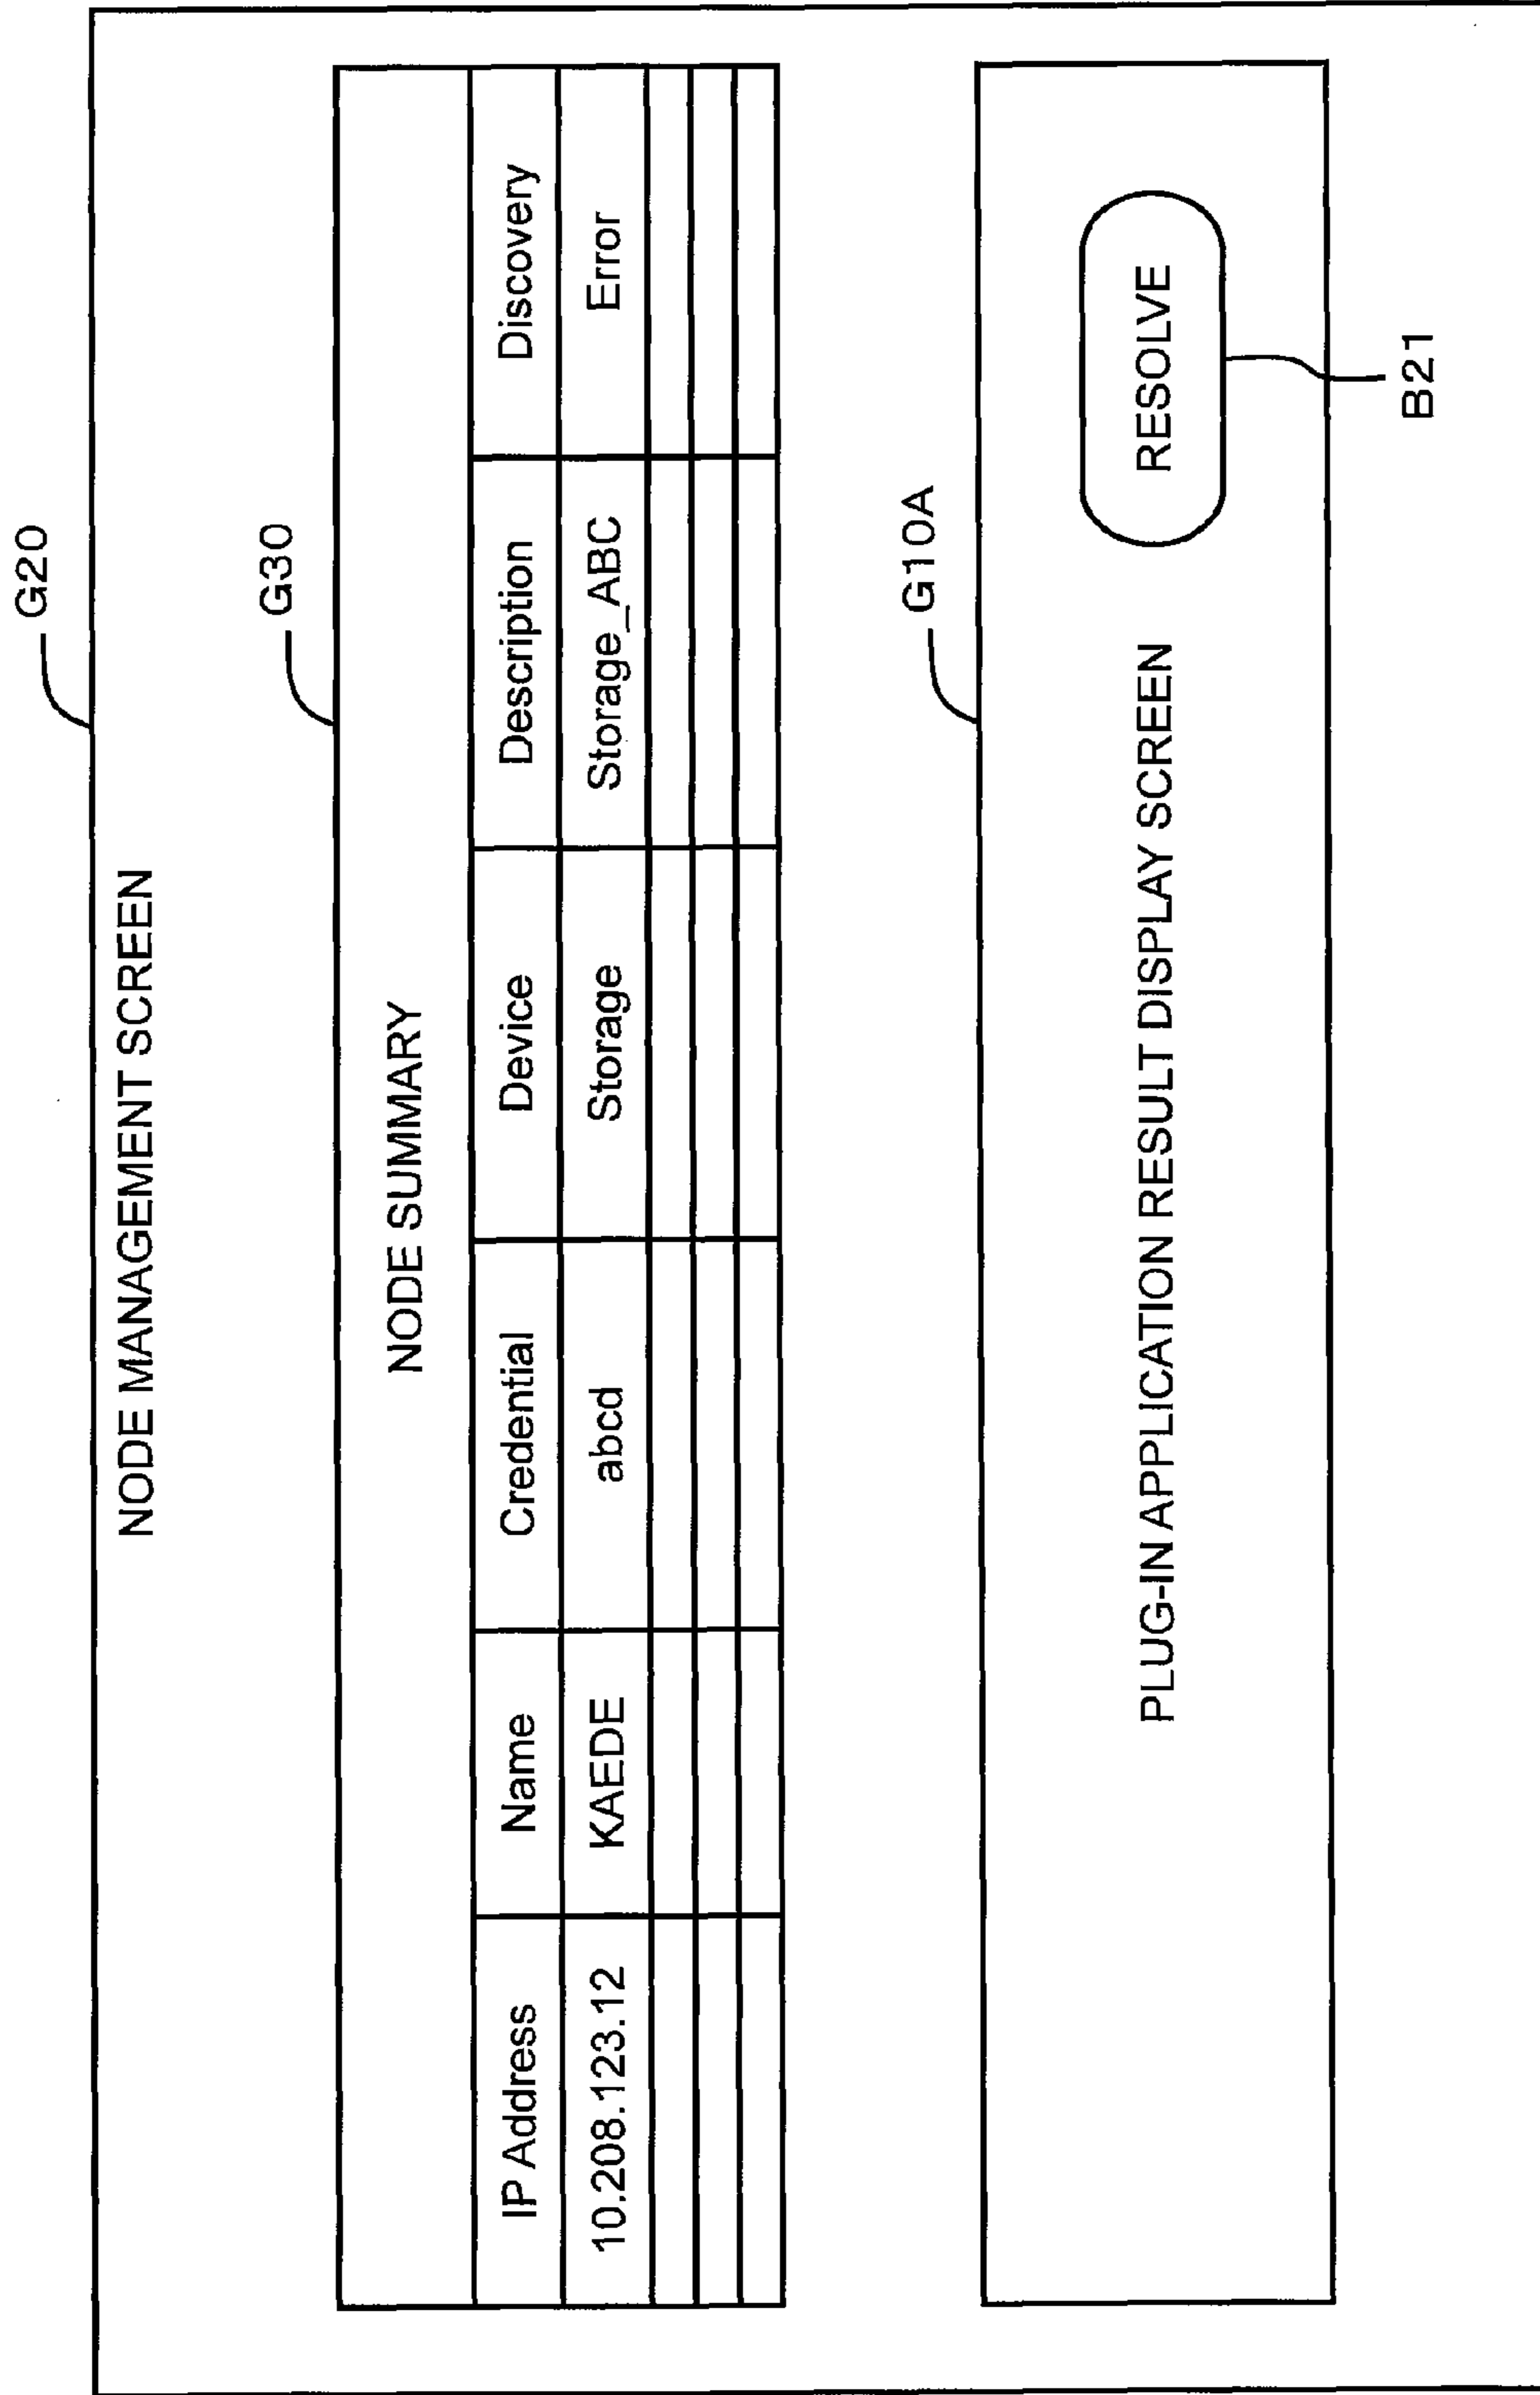 G20
NODE MANAGEMENT SCREEN
G30
NODE SUMMARY
IP Address Name Credential Device Description Discovery
10.208.123.12 KAEDE abcd Storage Storage_ABC Error
G10A
PLUG-IN APPLICATION RESULT DISPLAY SCREEN RESOLVE
B21